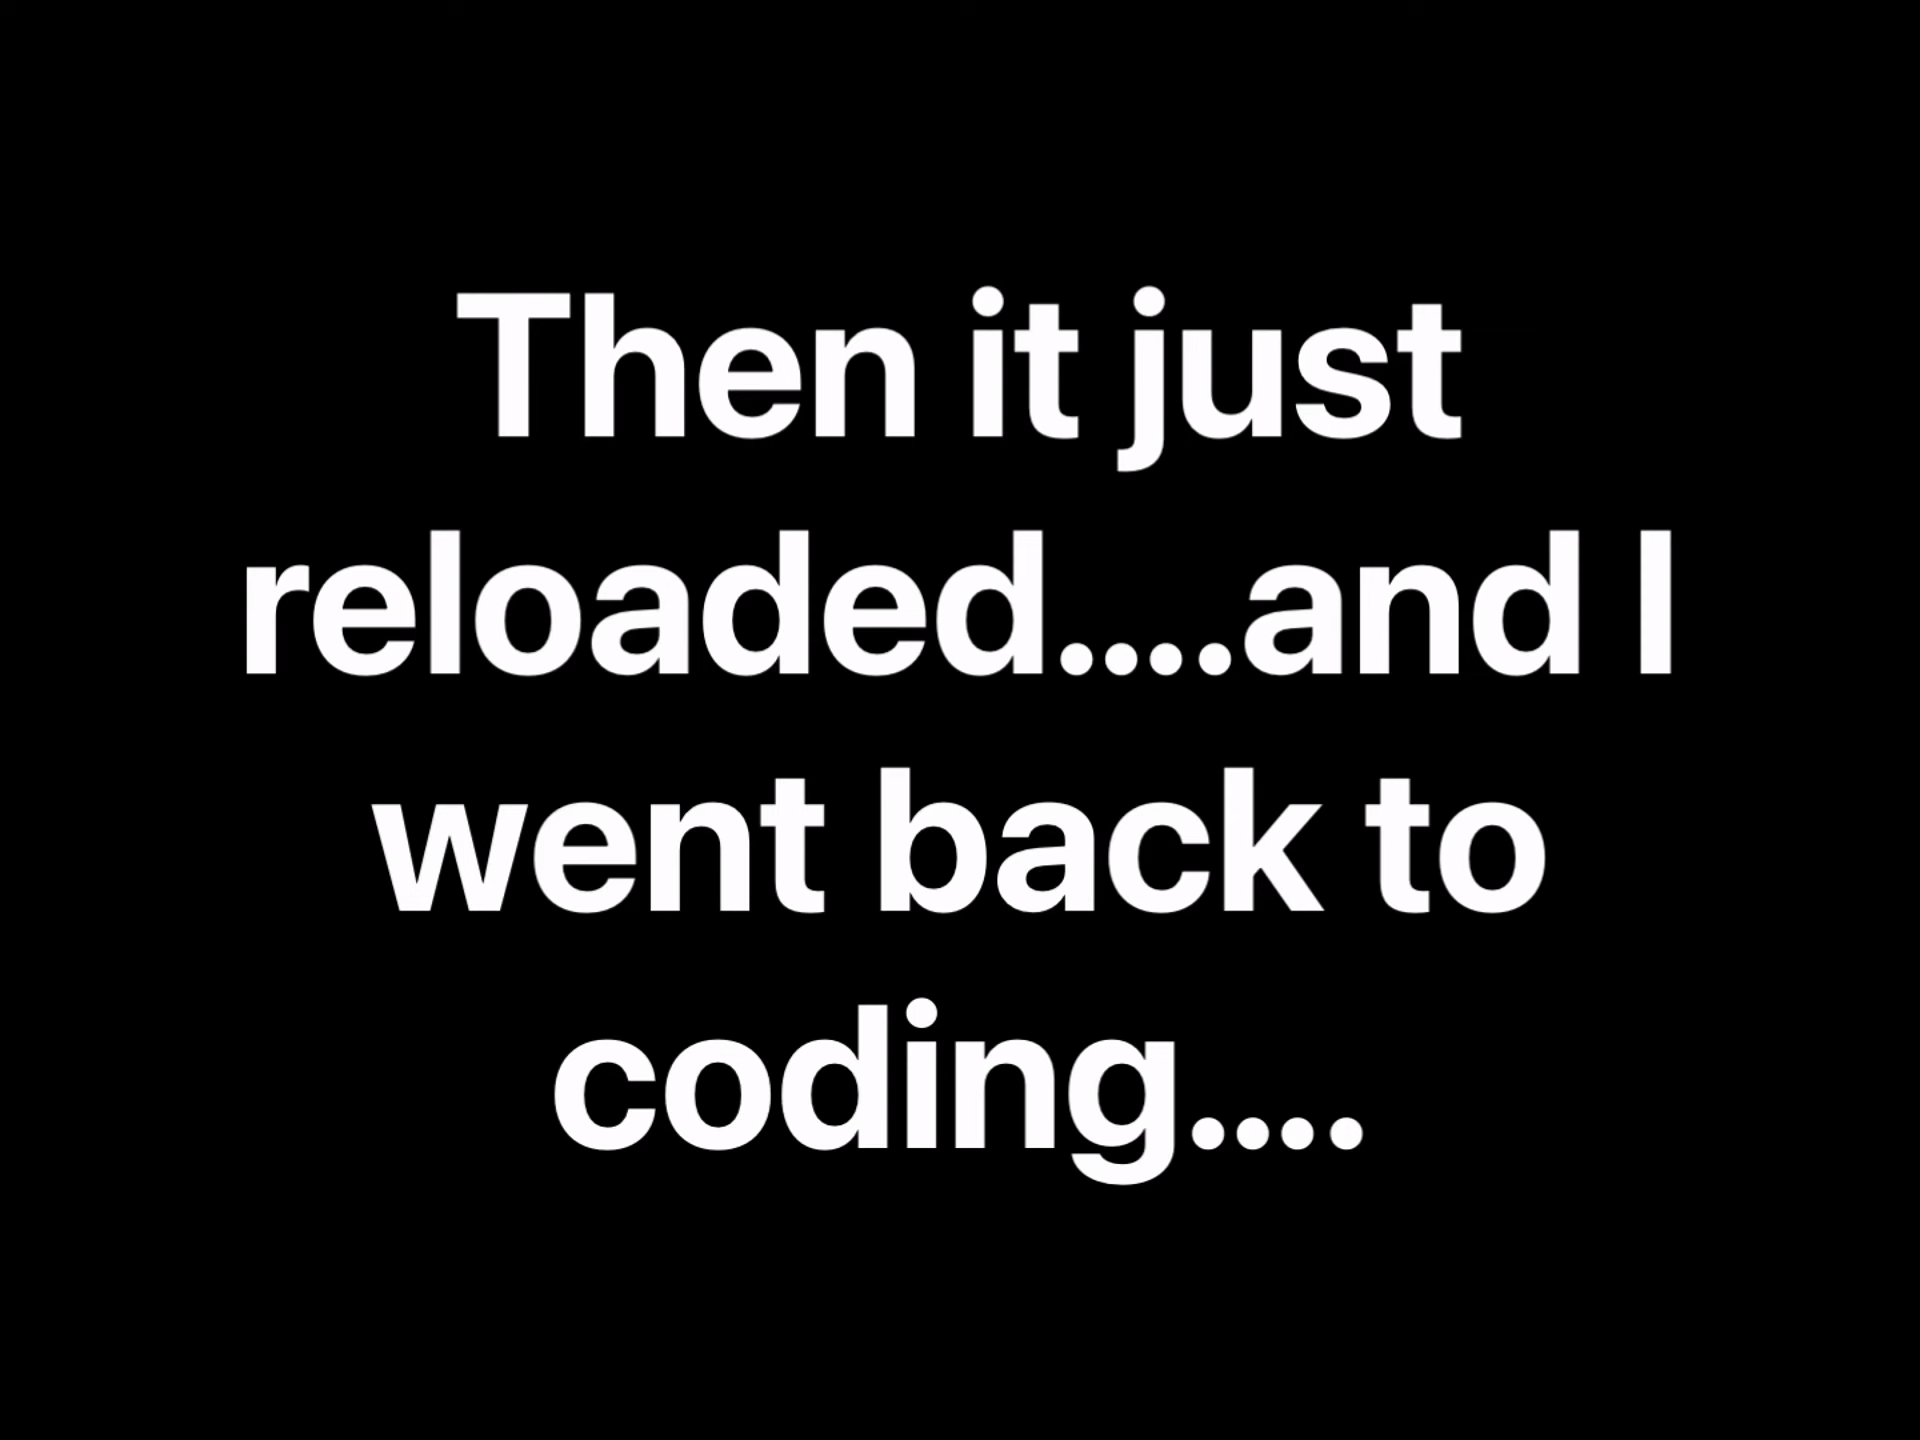 Then it just
reloaded....and I
went back to
coding....